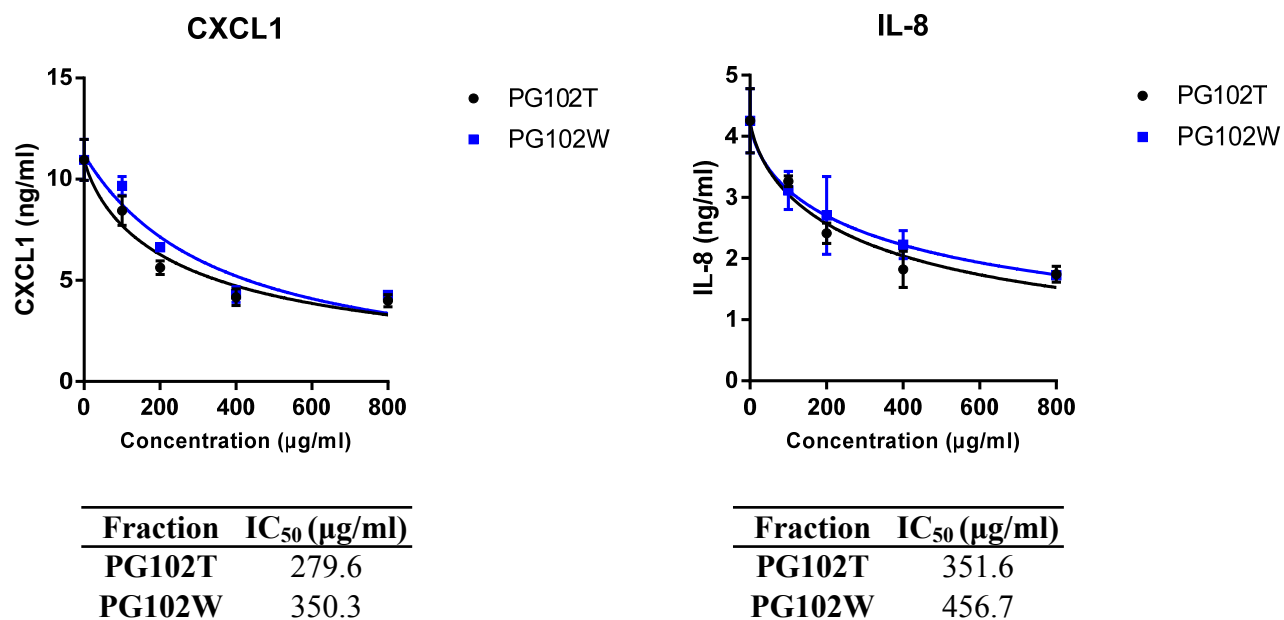 CXCL1
15
10
5
0
CXCL1 (ng/ml)
0 200 400 600 800
Concentration (µg/ml)
PG102T
PG102W
Fraction IC50 (µg/ml)
PG102T 279.6
PG102W 350.3
IL-8
5
4
3
2
1
0
IL-8 (ng/ml)
0 200 400 600 800
Concentration (µg/ml)
PG102T
PG102W
Fraction IC50 (µg/ml)
PG102T 351.6
PG102W 456.7